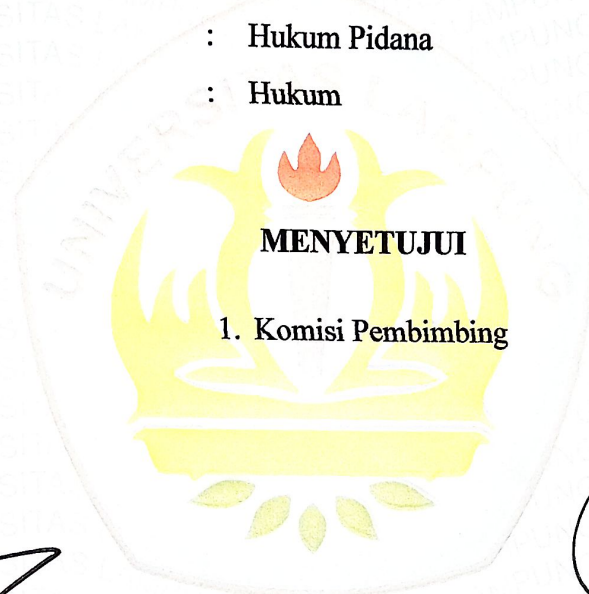 : Hukum Pidana
: Hukum
MENYETUJUI
1. Komisi Pembimbing